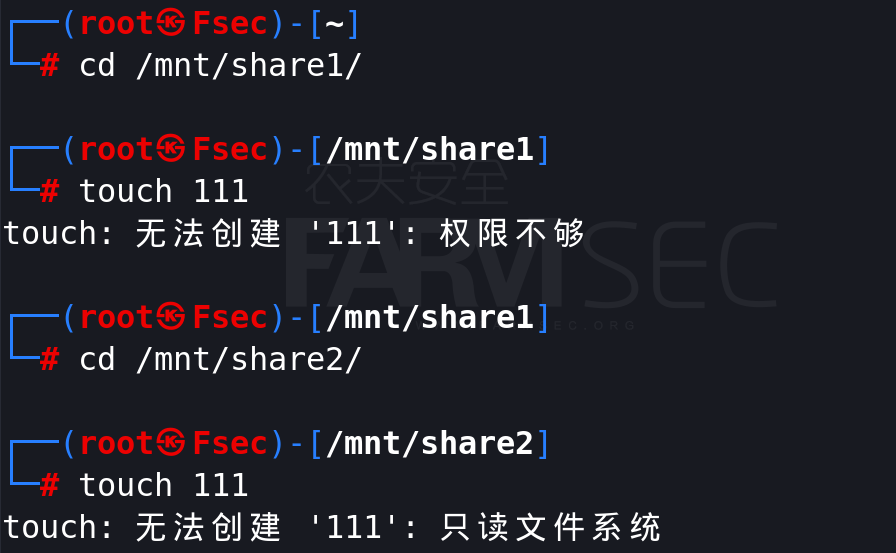 ┌──(root㉿Fsec)-[~]
└─# cd /mnt/share1/
┌──(root㉿Fsec)-[/mnt/share1]
└─# touch 111
touch: 无法创建 '111': 权限不够
┌──(root㉿Fsec)-[/mnt/share1]
└─# cd /mnt/share2/
┌──(root㉿Fsec)-[/mnt/share2]
└─# touch 111
touch: 无法创建 '111': 只读文件系统
农夫安全
FARMSEC